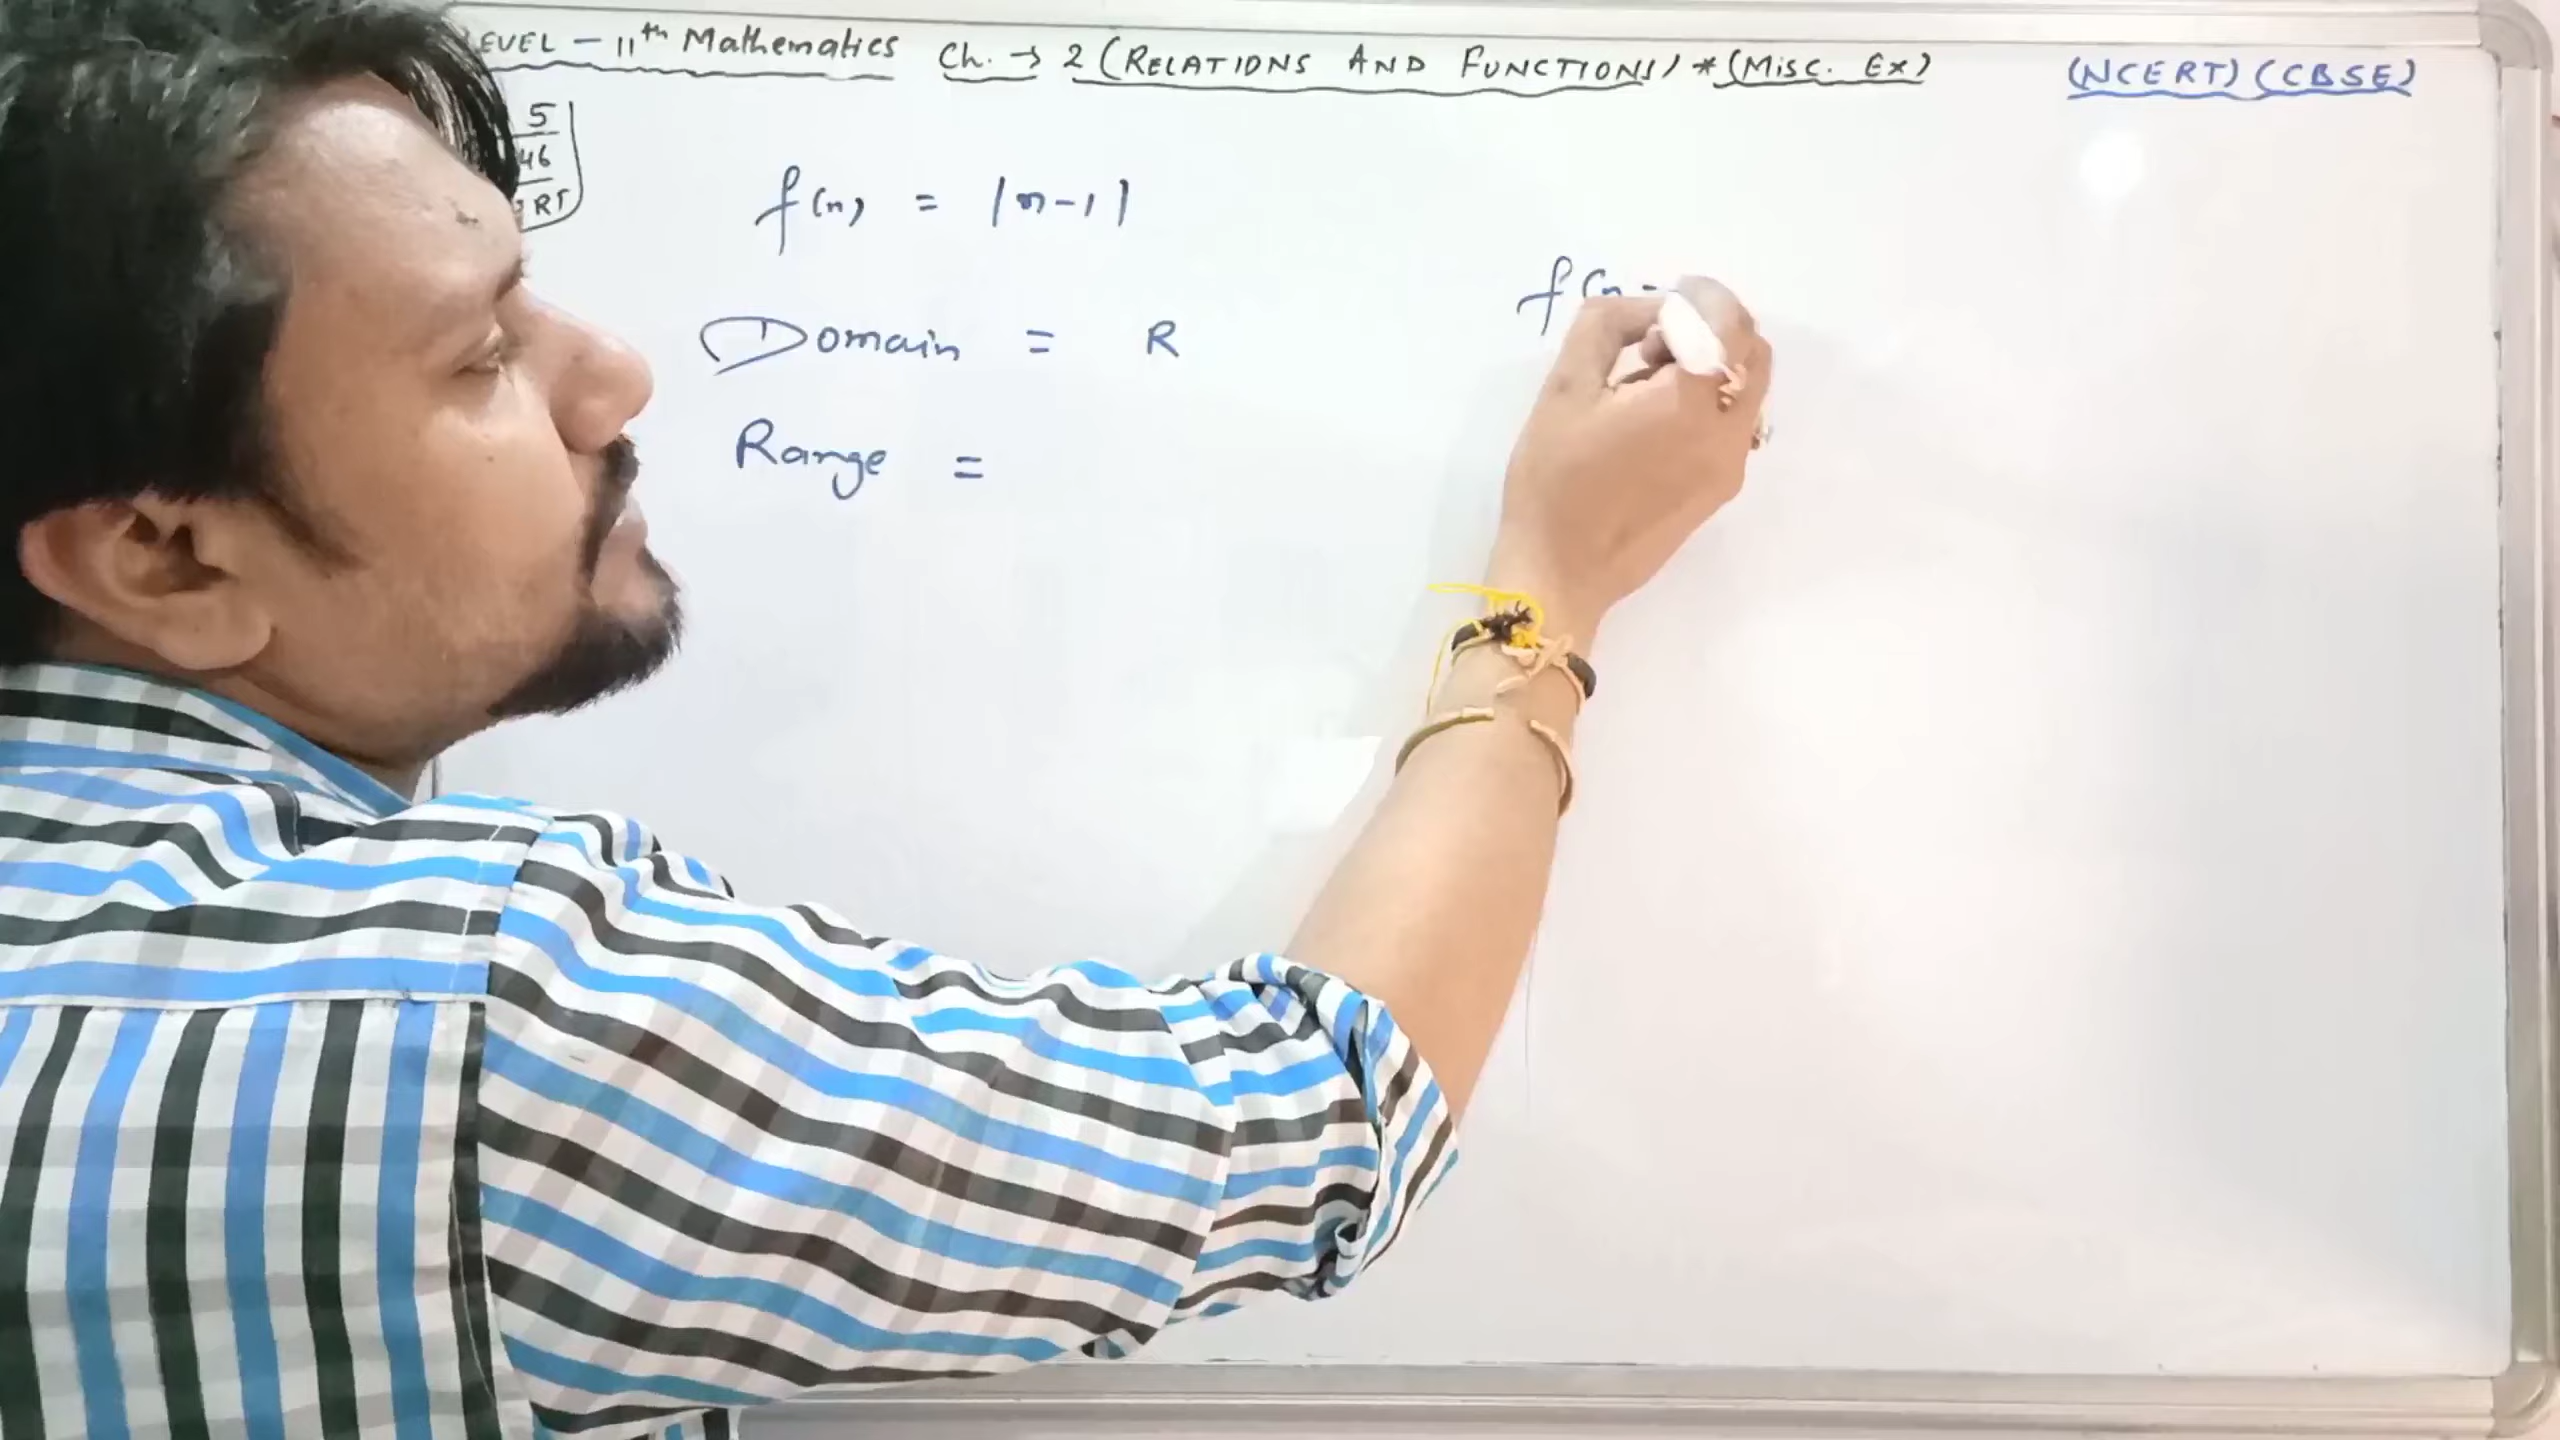 EVEL - 11th Mathematics Ch. → 2 (RELATIONS AND FUNCTIONS) * (MISC. EX) (NCERT) (CBSE)
5
46
RT
f(n) = |n-1|
f(n -
Domain = R
Range =